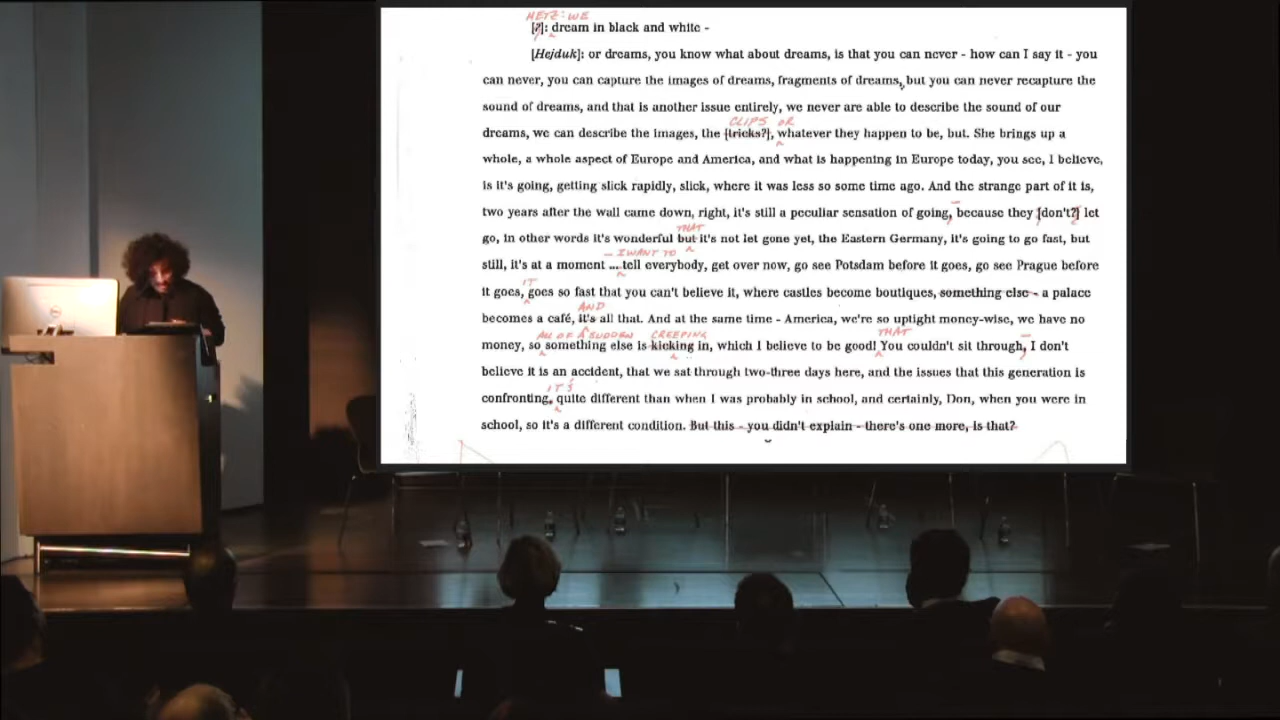 HETZ: WE
[?]: dream in black and white -
[Hejduk]: or dreams, you know what about dreams, is that you can never - how can I say it - you
can never, you can capture the images of dreams, fragments of dreams, but you can never recapture the
sound of dreams, and that is another issue entirely, we never are able to describe the sound of our
CLIPS OR
dreams, we can describe the images, the [tricks?], whatever they happen to be, but. She brings up a
whole, a whole aspect of Europe and America, and what is happening in Europe today, you see, I believe,
is it's going, getting slick rapidly, slick, where it was less so some time ago. And the strange part of it is,
two years after the wall came down, right, it's still a peculiar sensation of going, because they [don't?] let
THAT
go, in other words it's wonderful but it's not let gone yet, the Eastern Germany, it's going to go fast, but
- I WANT TO
still, it's at a moment ... tell everybody, get over now, go see Potsdam before it goes, go see Prague before
IT
it goes, goes so fast that you can't believe it, where castles become boutiques, something else - a palace
AND
becomes a café, it's all that. And at the same time - America, we're so uptight money-wise, we have no
ALL OF A SUDDEN CREEPING THAT
money, so something else is kicking in, which I believe to be good! You couldn't sit through, I don't
believe it is an accident, that we sat through two-three days here, and the issues that this generation is
IT'S
confronting, quite different than when I was probably in school, and certainly, Don, when you were in
school, so it's a different condition. But this - you didn't explain - there's one more, is that?